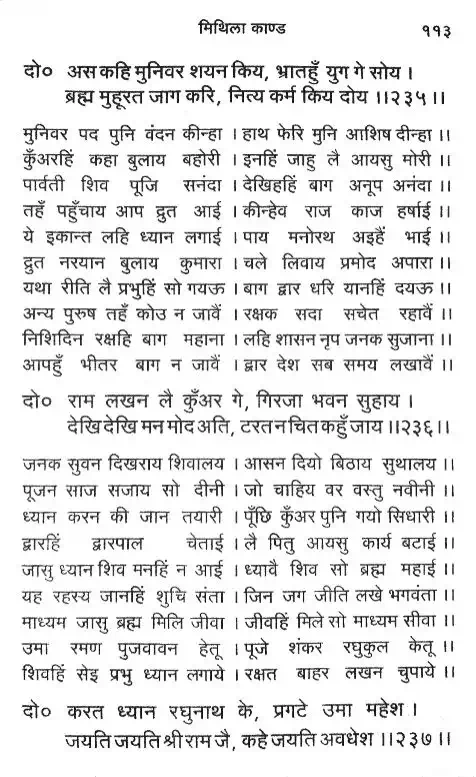 मिथिला काण्ड ११३
दो० अस कहि मुनिवर शयन किय, भ्रातहुँ युग गे सोय ।
ब्रह्म मुहूरत जाग करि, नित्य कर्म किय दोय ।।२३५।।
मुनिवर पद पुनि वंदन कीन्हा । हाथ फेरि मुनि आशिष दीन्हा ।।
कुँअरहिं कहा बुलाय बहोरी । इनहिं जाहु लै आयसु मोरी ।।
पार्वती शिव पूजि सनंदा । देखिहहिं बाग अनूप अनंदा ।।
तहँ पहुँचाय आप द्रुत आई । कीन्हेव राज काज हर्षाई ।।
ये इकान्त लहि ध्यान लगाई । पाय मनोरथ अइहैं भाई ।।
द्रुत नरयान बुलाय कुमारा । चले लिवाय प्रमोद अपारा ।।
यथा रीति लै प्रभुहिं सो गयऊ । बाग द्वार धरि यानहिं दयऊ ।।
अन्य पुरुष तहँ कोउ न जावैं । रक्षक सदा सचेत रहावैं ।।
निशिदिन रक्षहि बाग महाना । लहि शासन नृप जनक सुजाना ।।
आपहुँ भीतर बाग न जावैं । द्वार देश सब समय लखावैं ।।
दो० राम लखन लै कुँअर गे, गिरजा भवन सुहाय ।
देखि देखि मन मोद अति, टरत न चित कहुँ जाय ।।२३६।।
जनक सुवन दिखराय शिवालय । आसन दियो बिठाय सुथालय ।।
पूजन साज सजाय सो दीनी । जो चाहिय वर वस्तु नवीनी ।।
ध्यान करन की जान तयारी । पूँछि कुँअर पुनि गयो सिधारी ।।
द्वारहिं द्वारपाल चेताई । लै पितु आयसु कार्य बटाई ।।
जासु ध्यान शिव मनहिं न आई । ध्यावै शिव सो ब्रह्म महाई ।।
यह रहस्य जानहिं शुचि संता । जिन जग जीति लखे भगवंता ।।
माध्यम जासु ब्रह्म मिलि जीवा । जीवहिं मिले सो माध्यम सीवा ।।
उमा रमण पुजवावन हेतू । पूजे शंकर रघुकुल केतू ।।
शिवहिं सेइ प्रभु ध्यान लगाये । रक्षत बाहर लखन चुपाये ।।
दो० करत ध्यान रघुनाथ के, प्रगटे उमा महेश ।
जयति जयति श्री राम जै, कहे जयति अवधेश ।।२३७।।